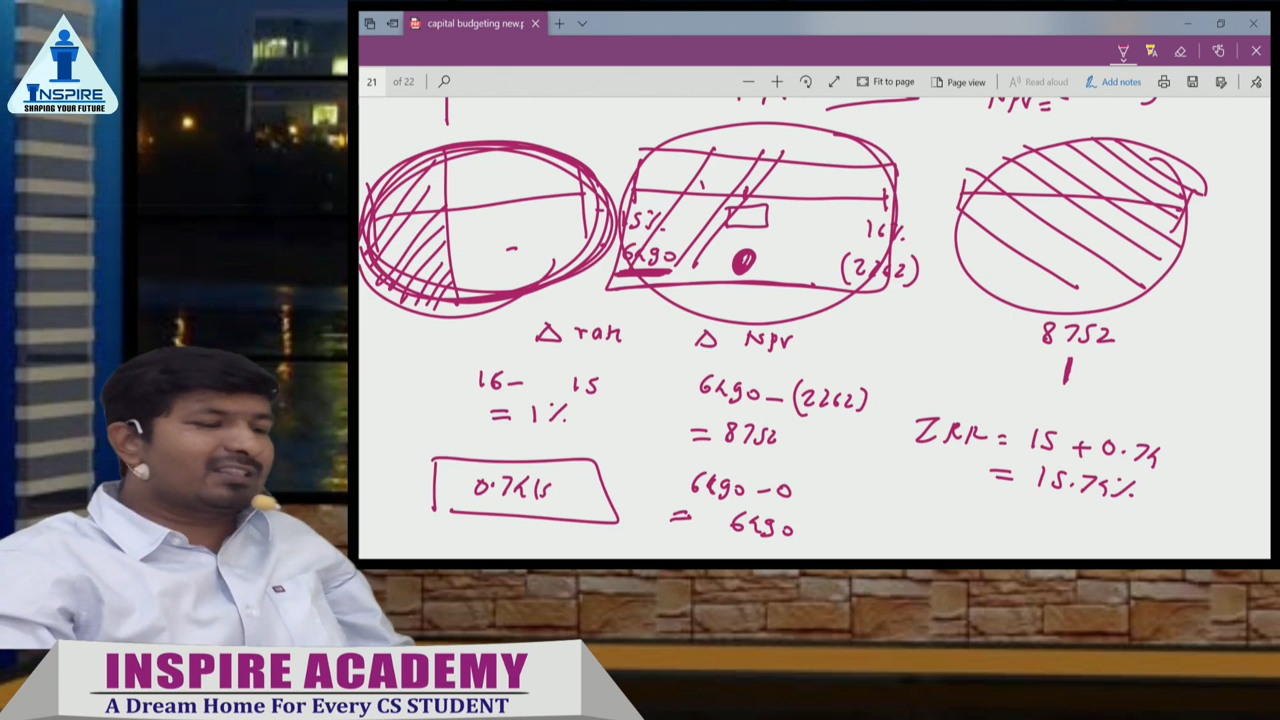 INSPIRE
SHAPING YOUR FUTURE
capital budgeting new.p
21 of 22
Fit to page
Page view
Read aloud
Add notes
NPV=
15%
16%
6490
(2262)
8752
Δ rate
Δ NPV
16- 15
= 1%
6490-(2262)
= 8752
0.7415
6490-0
= 6490
IRR= 15 + 0.74
= 15.74%
INSPIRE ACADEMY
A Dream Home For Every CS STUDENT